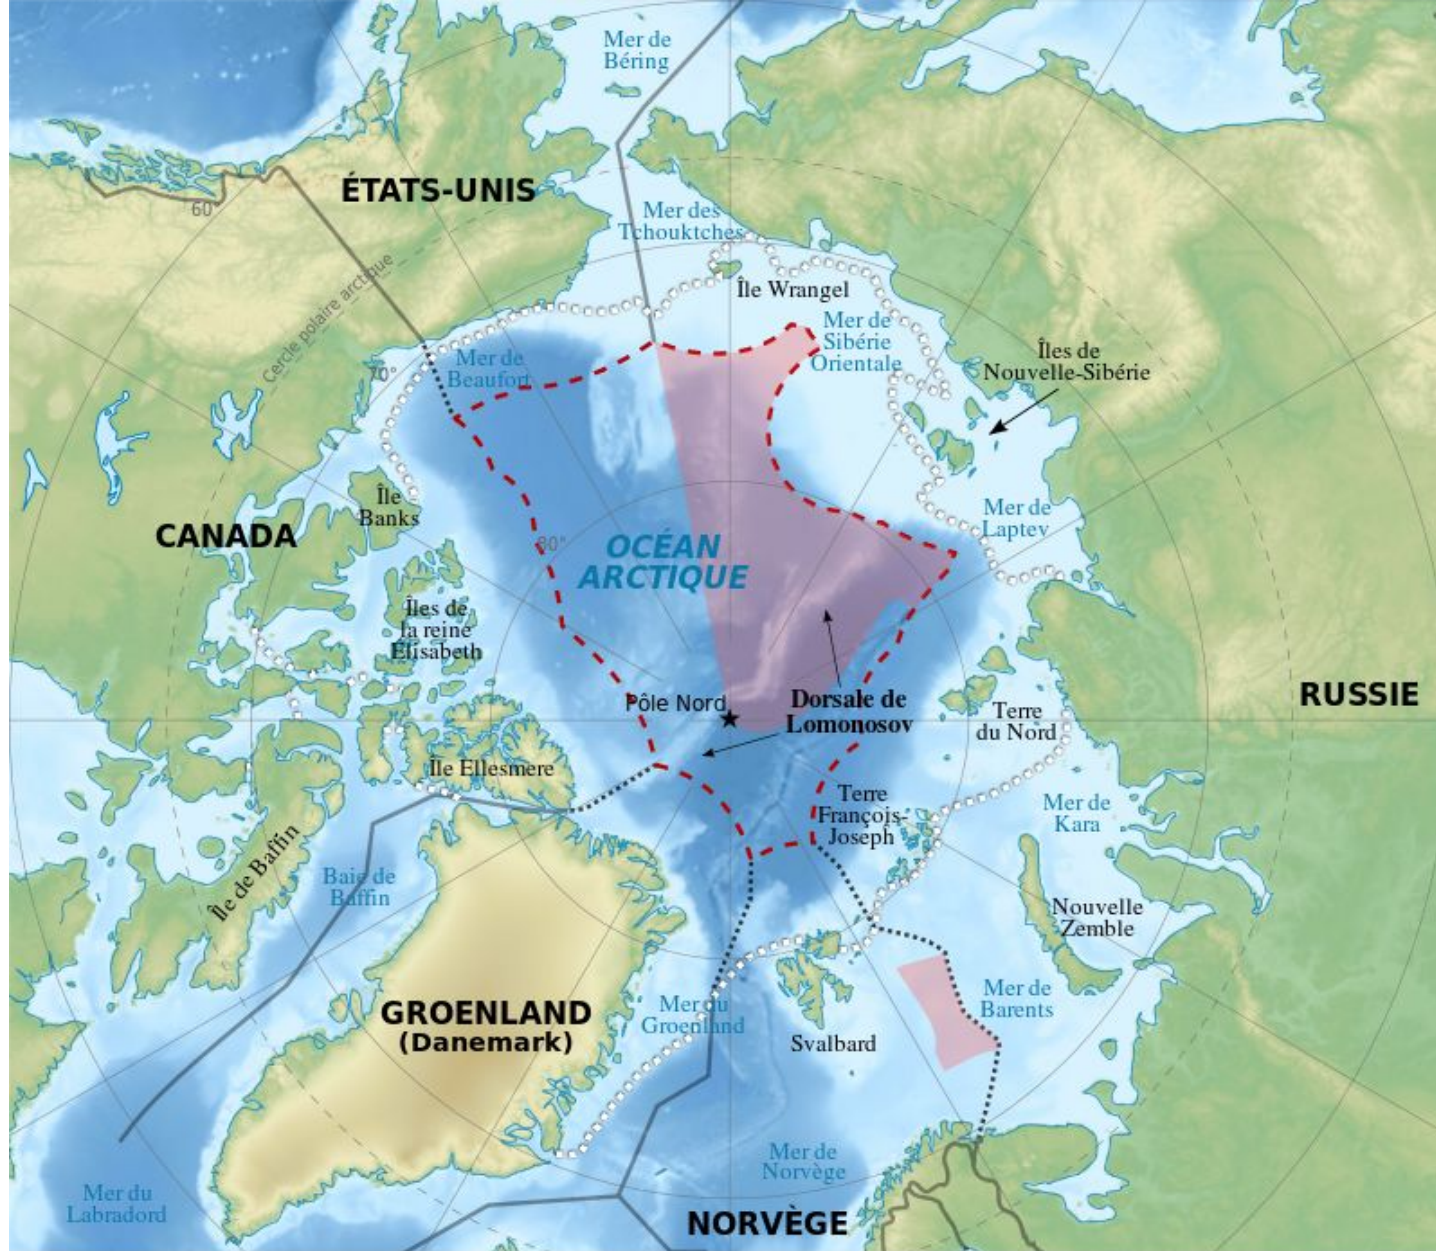 Mer de
Béring
ÉTATS-UNIS
60°
Mer des
Tchouktches
Cercle polaire arctique
Île Wrangel
Mer de
Sibérie
Orientale
Îles de
Nouvelle-Sibérie
Mer de
Beaufort
70°
Île
Banks
CANADA
Mer de
Laptev
80°
OCÉAN
ARCTIQUE
Îles de
la reine
Élisabeth
RUSSIE
Pôle Nord
Dorsale de
Lomonosov
Terre
du Nord
Île Ellesmere
Terre
François-
Joseph
Mer de
Kara
Île de Baffin
Baie de
Baffin
Nouvelle
Zemble
GROENLAND
(Danemark)
Mer du
Groenland
Mer de
Barents
Svalbard
Mer de
Norvège
Mer du
Labradord
NORVÈGE